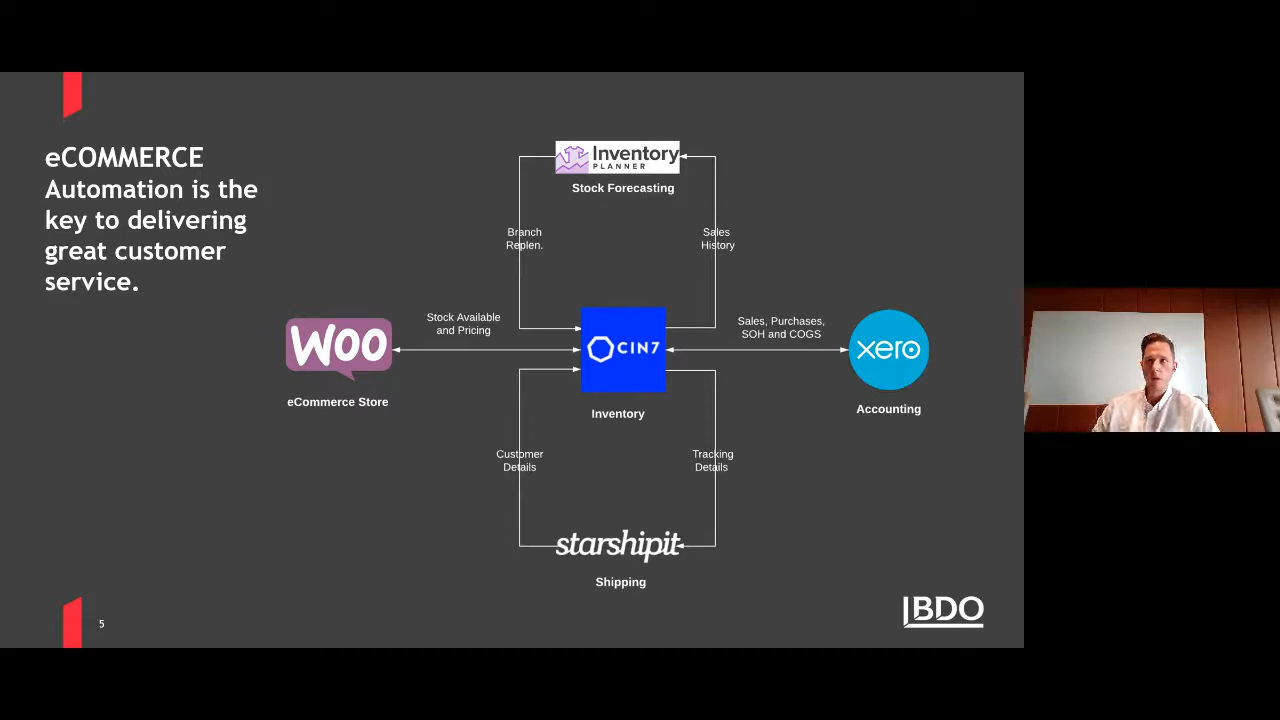 eCOMMERCE
Automation is the
key to delivering
great customer
service.
Inventory
PLANNER
Stock Forecasting
Branch
Replen.
Sales
History
Stock Available
and Pricing
Sales, Purchases,
SOH and COGS
WOO
CIN7
xero
eCommerce Store
Inventory
Accounting
Customer
Details
Tracking
Details
starshipit
Shipping
BDO
5